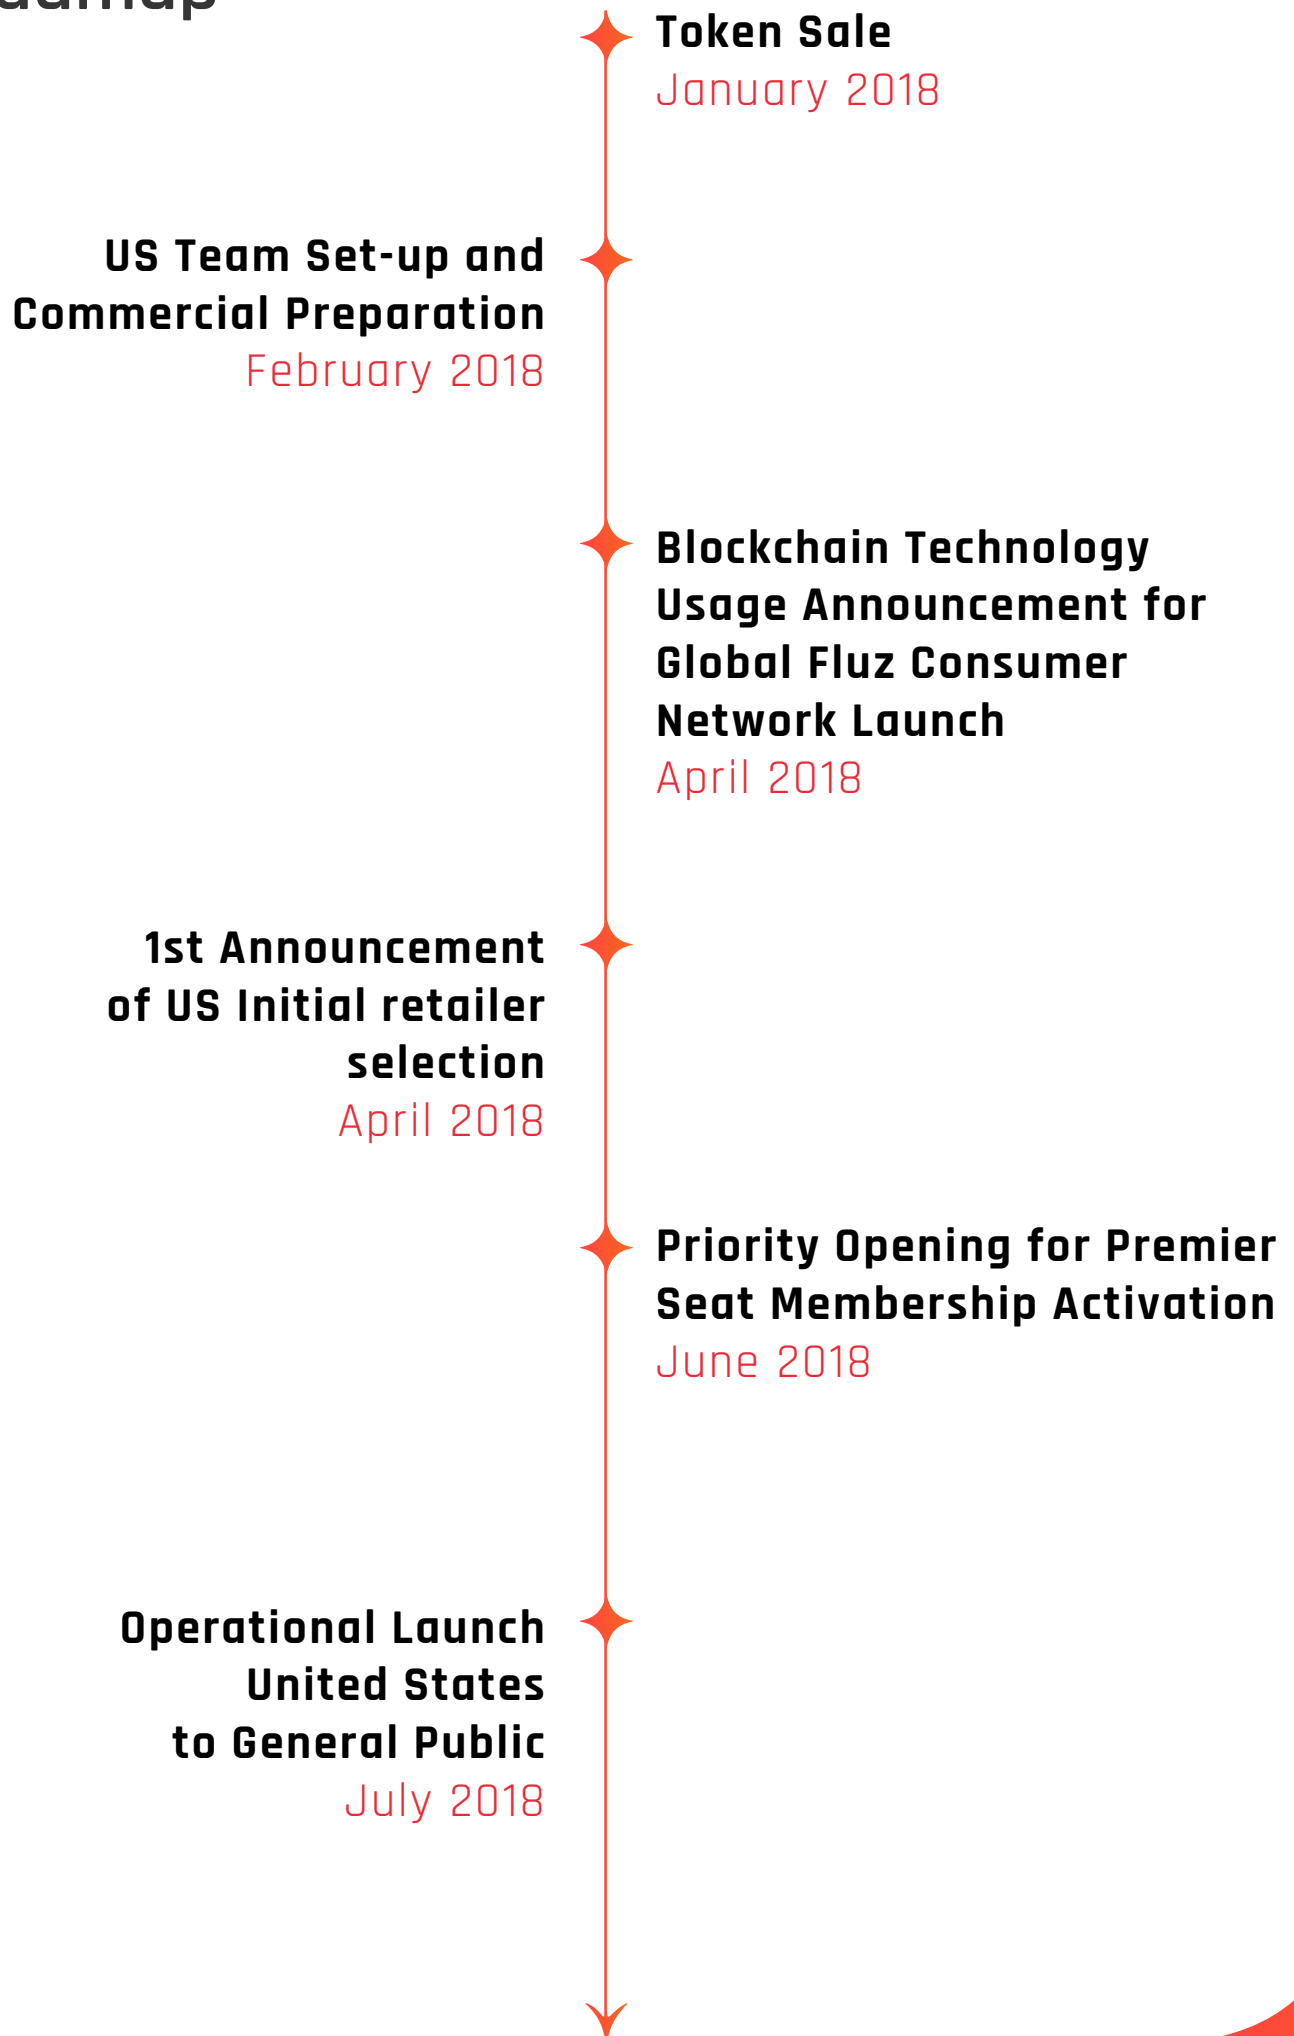 Token Sale
January 2018
US Team Set-up and
Commercial Preparation
February 2018
Blockchain Technology
Usage Announcement for
Global Fluz Consumer
Network Launch
April 2018
1st Announcement
of US Initial retailer
selection
April 2018
Priority Opening for Premier
Seat Membership Activation
June 2018
Operational Launch
United States
to General Public
July 2018